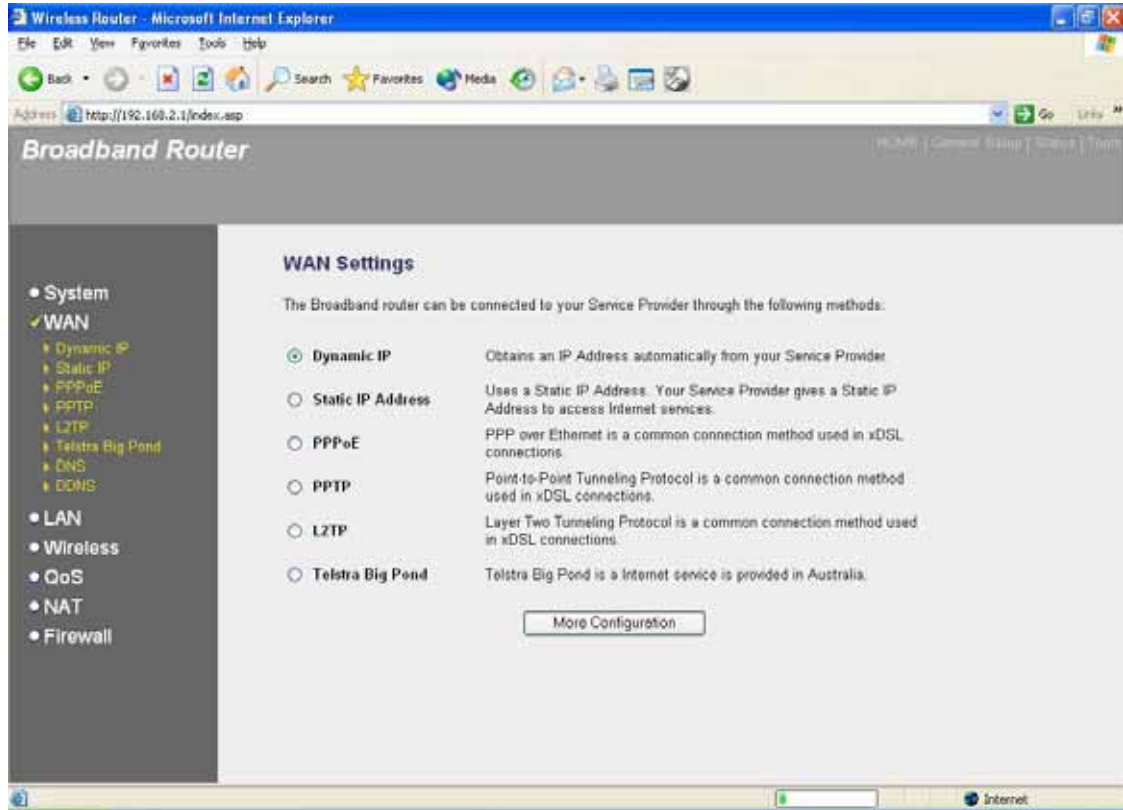 Wireless Router - Microsoft Internet Explorer
File Edit View Favorites Tools Help
Back Search Favorites Media
Address http://192.168.2.1/index.asp Go Links »
Broadband Router
HOME | General Setup | Status | Tools
System
WAN
Dynamic IP
Static IP
PPPoE
PPTP
L2TP
Telstra Big Pond
DNS
DDNS
LAN
Wireless
QoS
NAT
Firewall
WAN Settings
The Broadband router can be connected to your Service Provider through the following methods:
Dynamic IP Obtains an IP Address automatically from your Service Provider.
Static IP Address Uses a Static IP Address. Your Service Provider gives a Static IP
Address to access Internet services.
PPPoE PPP over Ethernet is a common connection method used in xDSL
connections.
PPTP Point-to-Point Tunneling Protocol is a common connection method
used in xDSL connections.
L2TP Layer Two Tunneling Protocol is a common connection method used
in xDSL connections.
Telstra Big Pond Telstra Big Pond is a Internet service is provided in Australia.
More Configuration
Internet